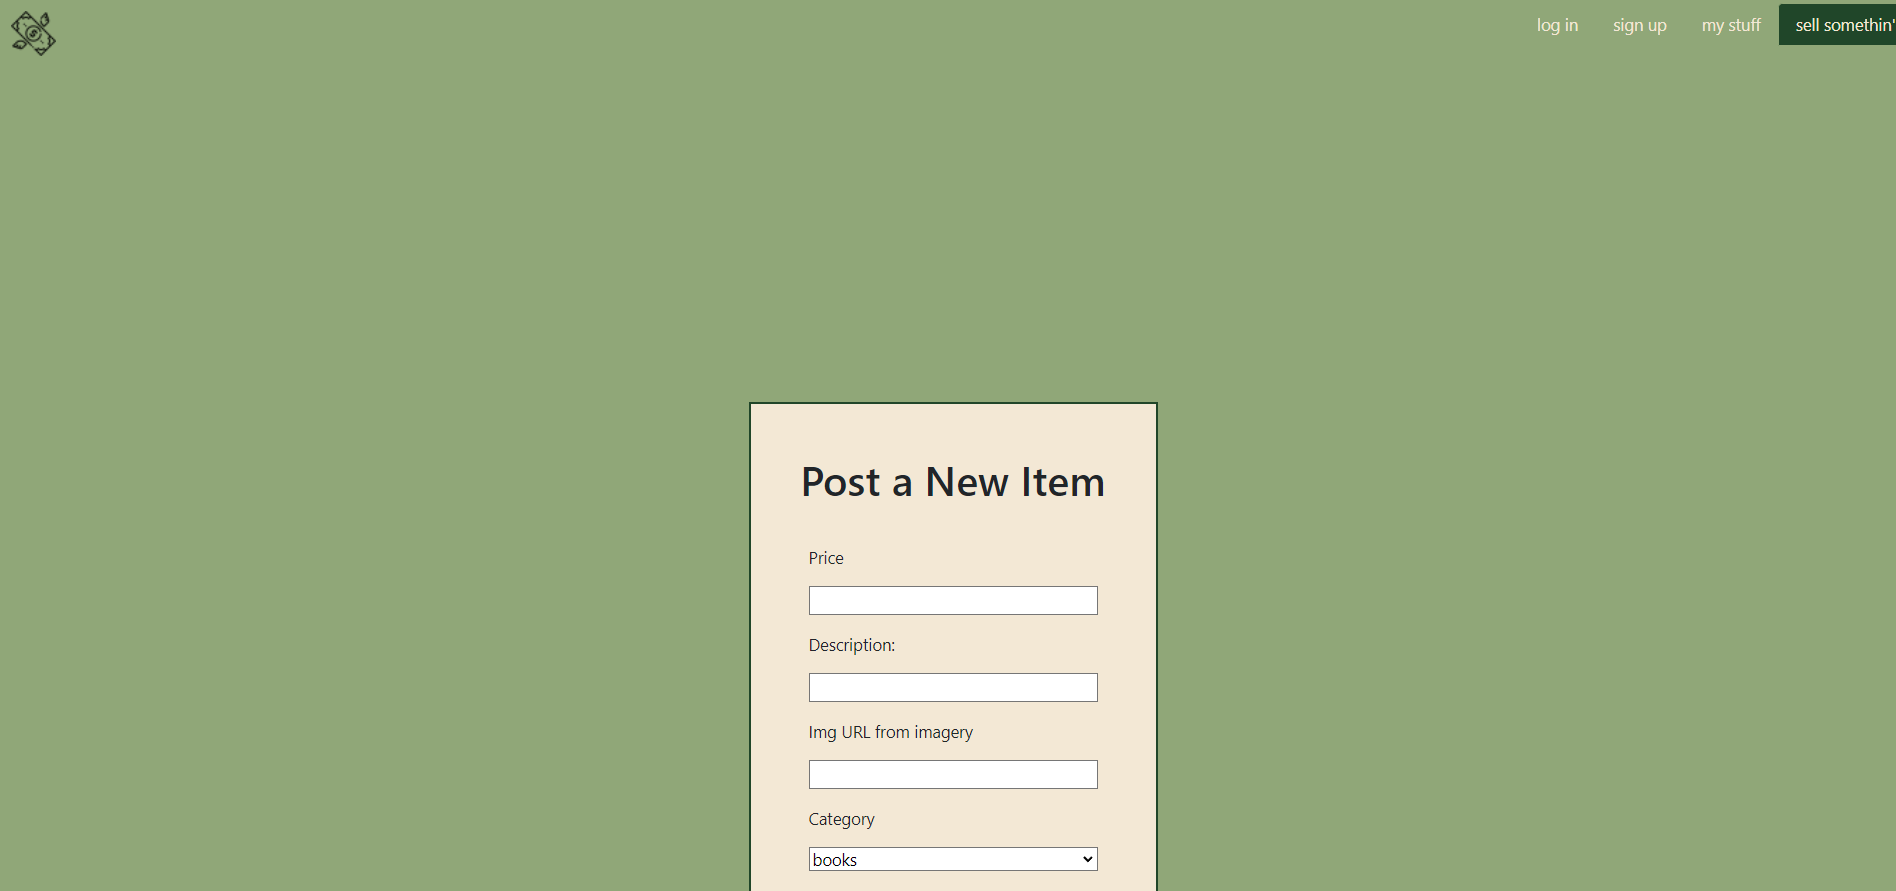 log in
sign up
my stuff
sell somethin'
Post a New Item
Price
Description:
Img URL from imagery
Category
books